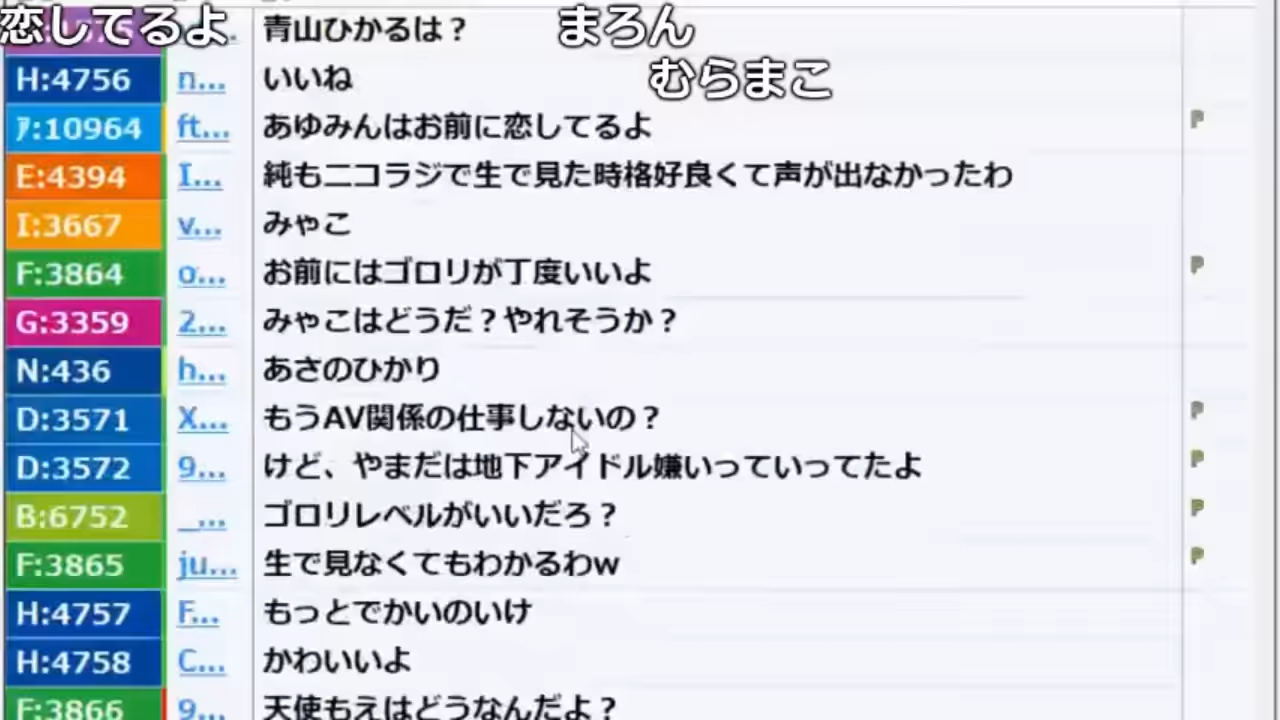 恋してるよ 青山ひかるは？ まろん
むらまこ
H:4756 n... いいね
ｱ:10964 ft... あゆみんはお前に恋してるよ P
E:4394 I... 純もニコラジで生で見た時格好良くて声が出なかったわ
I:3667 v... みゃこ
F:3864 o... お前にはゴロリが丁度いいよ P
G:3359 2... みゃこはどうだ？やれそうか？
N:436 h... あさのひかり
D:3571 X... もうAV関係の仕事しないの？ P
D:3572 9... けど、やまだは地下アイドル嫌いっていってたよ P
B:6752 _... ゴロリレベルがいいだろ？ P
F:3865 ju... 生で見なくてもわかるわw P
H:4757 F... もっとでかいのいけ
H:4758 C... かわいいよ
F:3866 9... 天使もえはどうなんだよ？